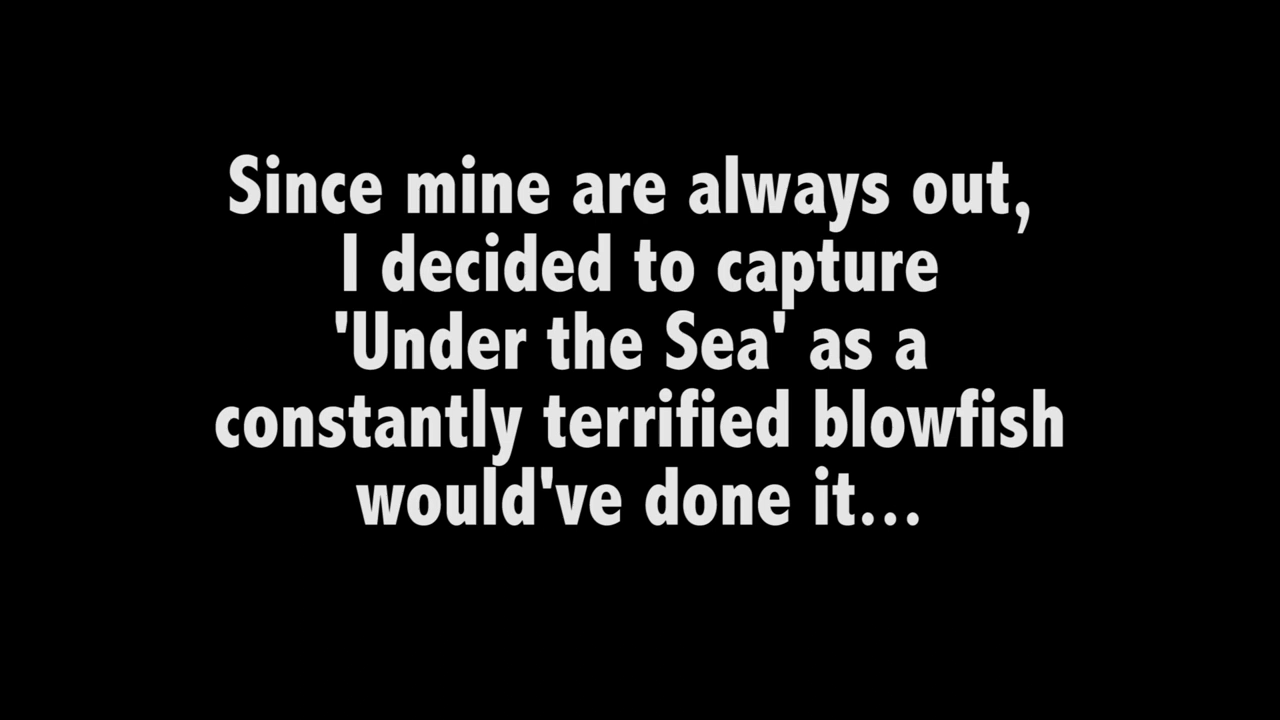 Since mine are always out,
I decided to capture
'Under the Sea' as a
constantly terrified blowfish
would've done it...